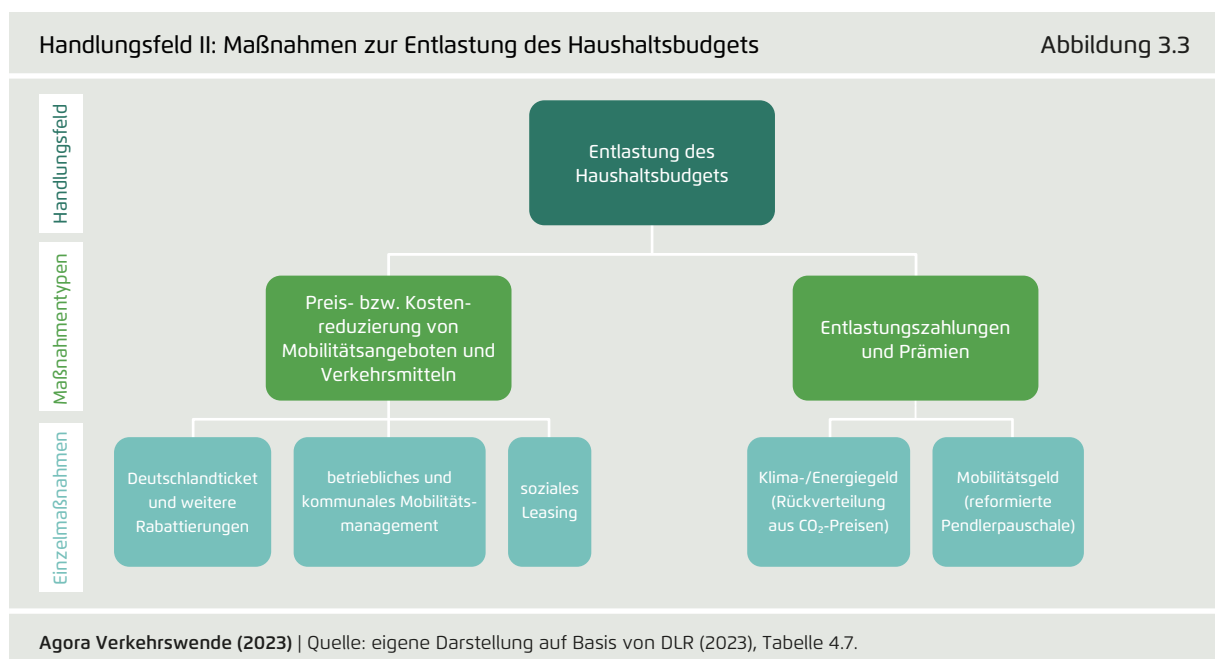 Handlungsfeld II: Maßnahmen zur Entlastung des Haushaltsbudgets
Abbildung 3.3
Handlungsfeld
Entlastung des
Haushaltsbudgets
Maßnahmentypen
Preis- bzw. Kosten-
reduzierung von
Mobilitätsangeboten und
Verkehrsmitteln
Entlastungszahlungen
und Prämien
Einzelmaßnahmen
Deutschlandticket
und weitere
Rabattierungen
betriebliches und
kommunales Mobilitäts-
management
soziales
Leasing
Klima-/Energiegeld
(Rückverteilung
aus CO₂-Preisen)
Mobilitätsgeld
(reformierte
Pendlerpauschale)
Agora Verkehrswende (2023) | Quelle: eigene Darstellung auf Basis von DLR (2023), Tabelle 4.7.